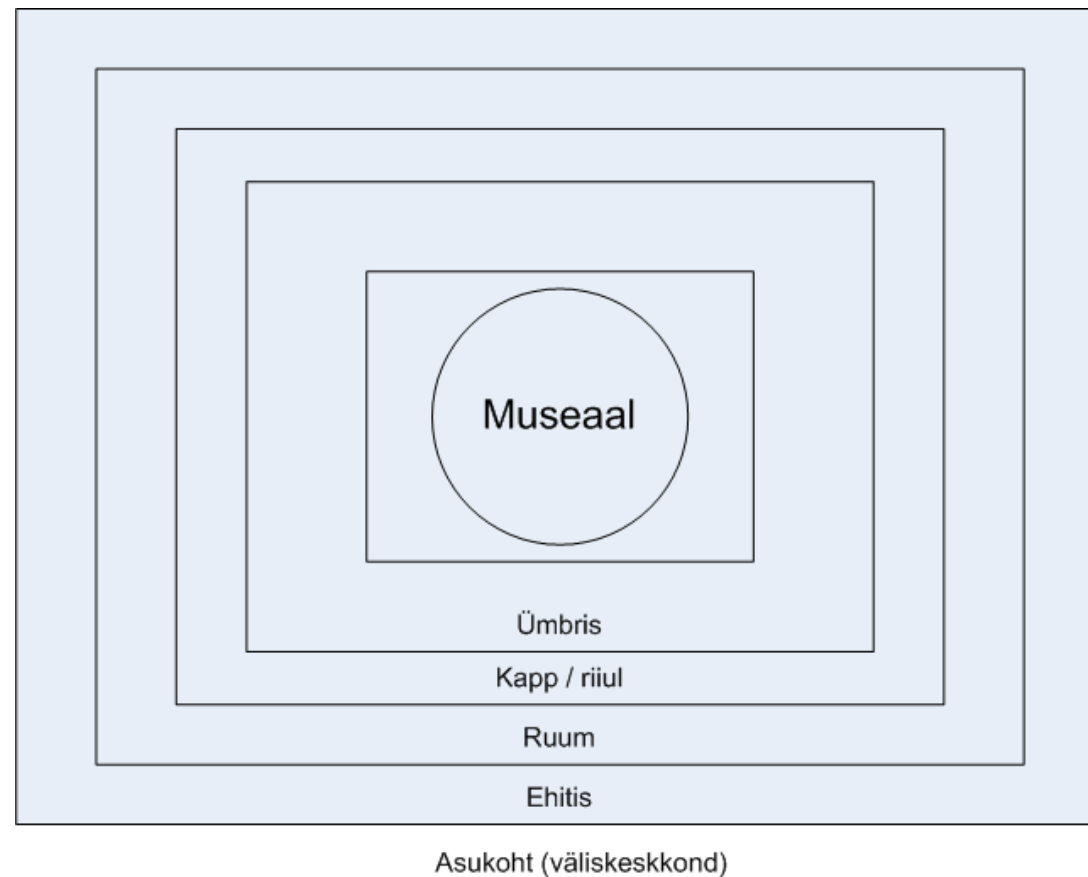 Museaal
Ümbris
Kapp / riiul
Ruum
Ehitis
Asukoht (väliskeskkond)